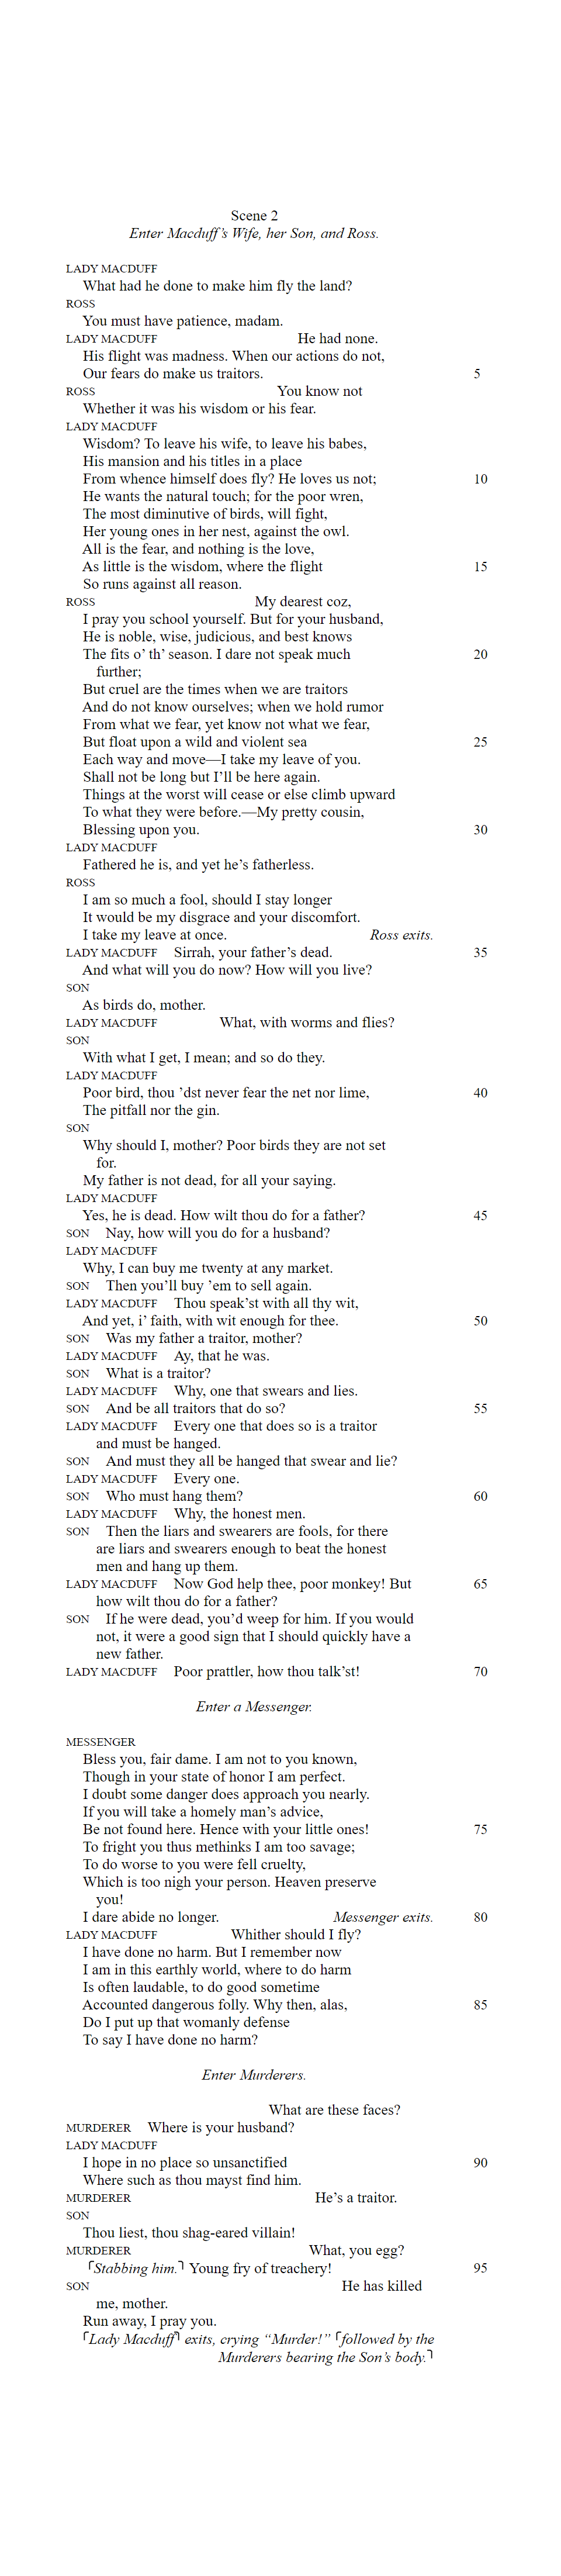 Scene 2
Enter Macduff’s Wife, her Son, and Ross.
LADY MACDUFF
What had he done to make him fly the land?
ROSS
You must have patience, madam.
LADY MACDUFF He had none.
His flight was madness. When our actions do not,
Our fears do make us traitors. 5
ROSS You know not
Whether it was his wisdom or his fear.
LADY MACDUFF
Wisdom? To leave his wife, to leave his babes,
His mansion and his titles in a place
From whence himself does fly? He loves us not; 10
He wants the natural touch; for the poor wren,
The most diminutive of birds, will fight,
Her young ones in her nest, against the owl.
All is the fear, and nothing is the love,
As little is the wisdom, where the flight 15
So runs against all reason.
ROSS My dearest coz,
I pray you school yourself. But for your husband,
He is noble, wise, judicious, and best knows
The fits o’ th’ season. I dare not speak much 20
further;
But cruel are the times when we are traitors
And do not know ourselves; when we hold rumor
From what we fear, yet know not what we fear,
But float upon a wild and violent sea 25
Each way and move—I take my leave of you.
Shall not be long but I’ll be here again.
Things at the worst will cease or else climb upward
To what they were before.—My pretty cousin,
Blessing upon you. 30
LADY MACDUFF
Fathered he is, and yet he’s fatherless.
ROSS
I am so much a fool, should I stay longer
It would be my disgrace and your discomfort.
I take my leave at once. Ross exits.
LADY MACDUFF Sirrah, your father’s dead. 35
And what will you do now? How will you live?
SON
As birds do, mother.
LADY MACDUFF What, with worms and flies?
SON
With what I get, I mean; and so do they.
LADY MACDUFF
Poor bird, thou ’dst never fear the net nor lime, 40
The pitfall nor the gin.
SON
Why should I, mother? Poor birds they are not set
for.
My father is not dead, for all your saying.
LADY MACDUFF
Yes, he is dead. How wilt thou do for a father? 45
SON Nay, how will you do for a husband?
LADY MACDUFF
Why, I can buy me twenty at any market.
SON Then you’ll buy ’em to sell again.
LADY MACDUFF Thou speak’st with all thy wit,
And yet, i’ faith, with wit enough for thee. 50
SON Was my father a traitor, mother?
LADY MACDUFF Ay, that he was.
SON What is a traitor?
LADY MACDUFF Why, one that swears and lies.
SON And be all traitors that do so? 55
LADY MACDUFF Every one that does so is a traitor
and must be hanged.
SON And must they all be hanged that swear and lie?
LADY MACDUFF Every one.
SON Who must hang them? 60
LADY MACDUFF Why, the honest men.
SON Then the liars and swearers are fools, for there
are liars and swearers enough to beat the honest
men and hang up them.
LADY MACDUFF Now God help thee, poor monkey! But 65
how wilt thou do for a father?
SON If he were dead, you’d weep for him. If you would
not, it were a good sign that I should quickly have a
new father.
LADY MACDUFF Poor prattler, how thou talk’st! 70
Enter a Messenger.
MESSENGER
Bless you, fair dame. I am not to you known,
Though in your state of honor I am perfect.
I doubt some danger does approach you nearly.
If you will take a homely man’s advice,
Be not found here. Hence with your little ones! 75
To fright you thus methinks I am too savage;
To do worse to you were fell cruelty,
Which is too nigh your person. Heaven preserve
you!
I dare abide no longer. Messenger exits. 80
LADY MACDUFF Whither should I fly?
I have done no harm. But I remember now
I am in this earthly world, where to do harm
Is often laudable, to do good sometime
Accounted dangerous folly. Why then, alas, 85
Do I put up that womanly defense
To say I have done no harm?
Enter Murderers.
What are these faces?
MURDERER Where is your husband?
LADY MACDUFF
I hope in no place so unsanctified 90
Where such as thou mayst find him.
MURDERER He’s a traitor.
SON
Thou liest, thou shag-eared villain!
MURDERER What, you egg?
⌜Stabbing him.⌝ Young fry of treachery! 95
SON He has killed
me, mother.
Run away, I pray you.
⌜Lady Macduff⌝ exits, crying “Murder!” ⌜followed by the
Murderers bearing the Son’s body.⌝